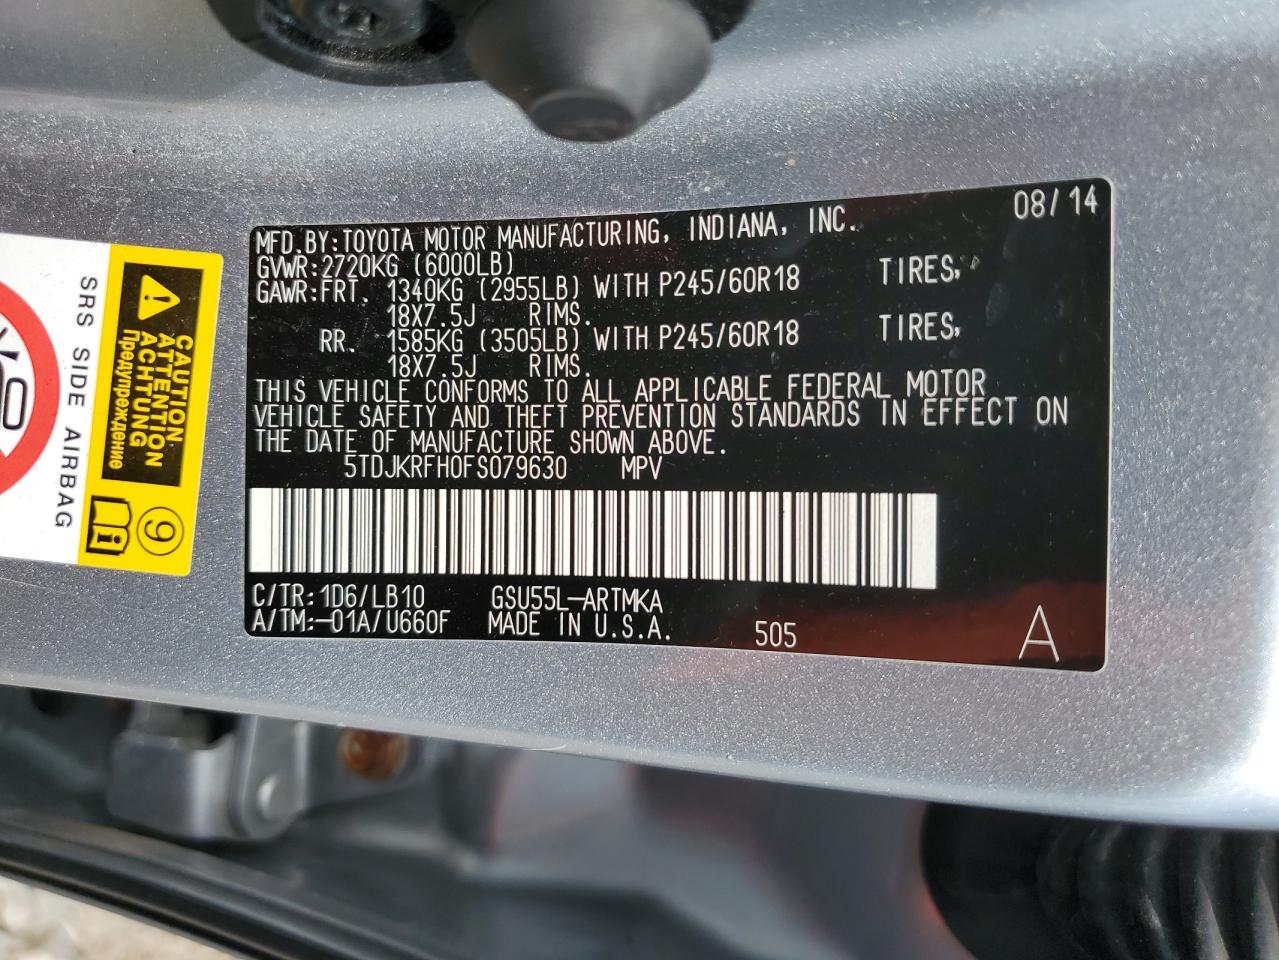 08/14
MFD.BY:TOYOTA MOTOR MANUFACTURING, INDIANA, INC.
GVWR:2720KG (6000LB)
GAWR:FRT. 1340KG (2955LB) WITH P245/60R18 TIRES,
18X7.5J RIMS.
RR. 1585KG (3505LB) WITH P245/60R18 TIRES,
18X7.5J RIMS.
THIS VEHICLE CONFORMS TO ALL APPLICABLE FEDERAL MOTOR
VEHICLE SAFETY AND THEFT PREVENTION STANDARDS IN EFFECT ON
THE DATE OF MANUFACTURE SHOWN ABOVE.
5TDJKRFH0FS079630 MPV
C/TR:1D6/LB10 GSU55L-ARTMKA
A/TM:-01A/U660F MADE IN U.S.A. 505 A
CAUTION
ATTENTION
ACHTUNG
Предупреждение
SRS SIDE AIRBAG
i 9